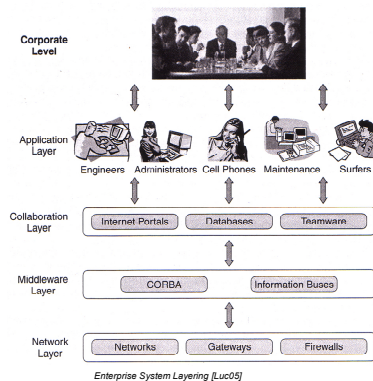 Corporate
Level
Application
Layer
Engineers Administrators Cell Phones Maintenance Surfers
Collaboration
Layer
Internet Portals Databases Teamware
Middleware
Layer
CORBA Information Buses
Network
Layer
Networks Gateways Firewalls
Enterprise System Layering [Luc05]